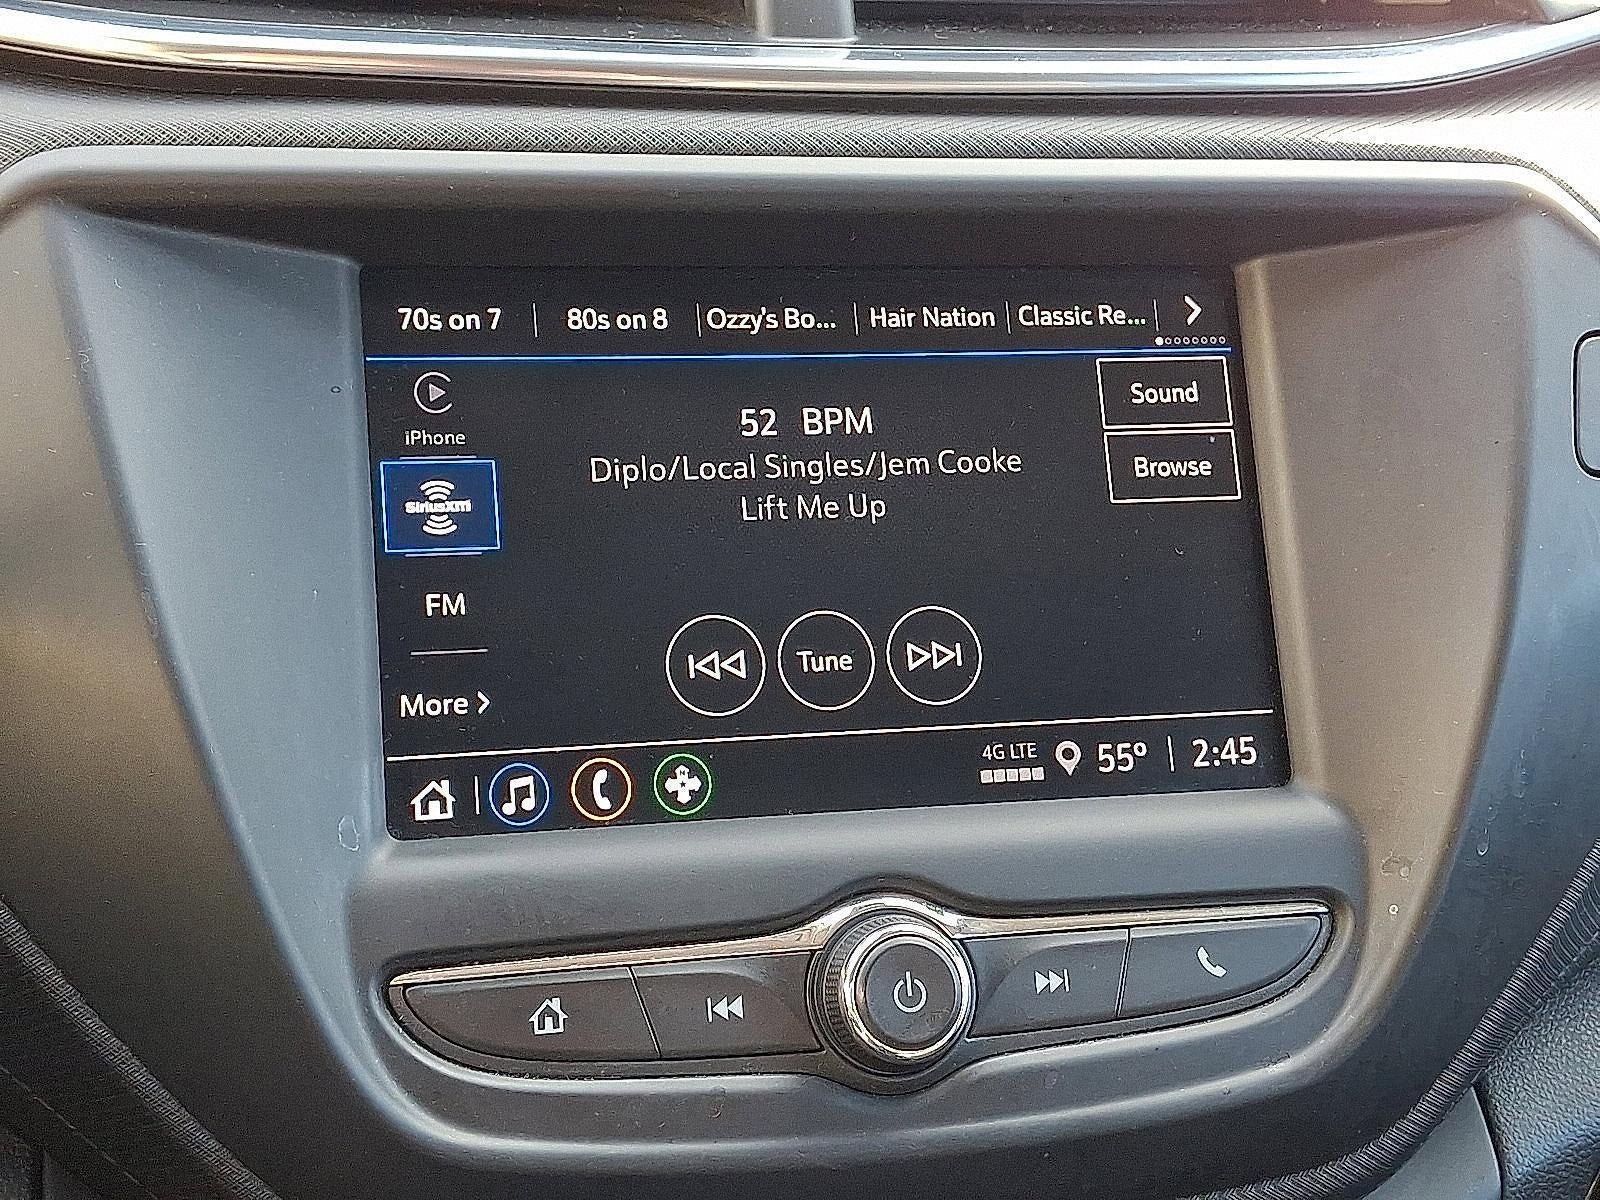 70s on 7 80s on 8 Ozzy's Bo... Hair Nation Classic Re...
iPhone
SiriusXM
FM
More
52 BPM
Diplo/Local Singles/Jem Cooke
Lift Me Up
Sound
Browse
Tune
4G LTE 55° 2:45